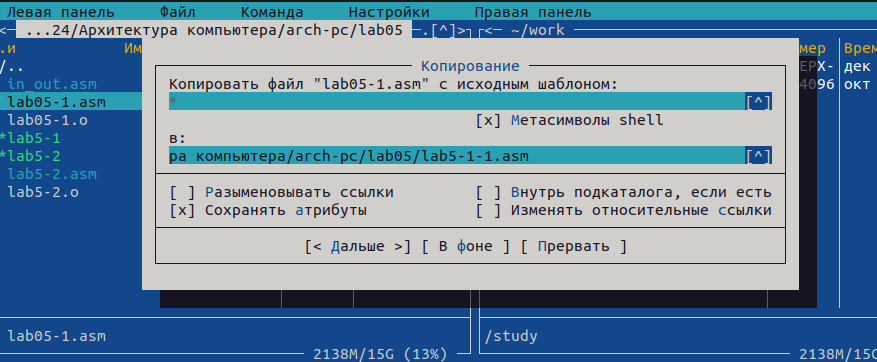 Левая панель Файл Команда Настройки Правая панель
<─ ...24/Архитектура компьютера/arch-pc/lab05 ─.[^]>┐┌<─ ~/work
.и Им мер Врем
/.. ЕРХ- дек
in_out.asm 4096 окт
lab05-1.asm
lab05-1.o
*lab5-1
*lab5-2
lab5-2.asm
lab5-2.o
Копирование
Копировать файл "lab05-1.asm" с исходным шаблоном:
* [^]
[x] Метасимволы shell
в:
ра компьютера/arch-pc/lab05/lab5-1-1.asm [^]
[ ] Разыменовывать ссылки [ ] Внутрь подкаталога, если есть
[x] Сохранять атрибуты [ ] Изменять относительные ссылки
[< Дальше >] [ В фоне ] [ Прервать ]
lab05-1.asm /study
2138M/15G (13%) 2138M/15G